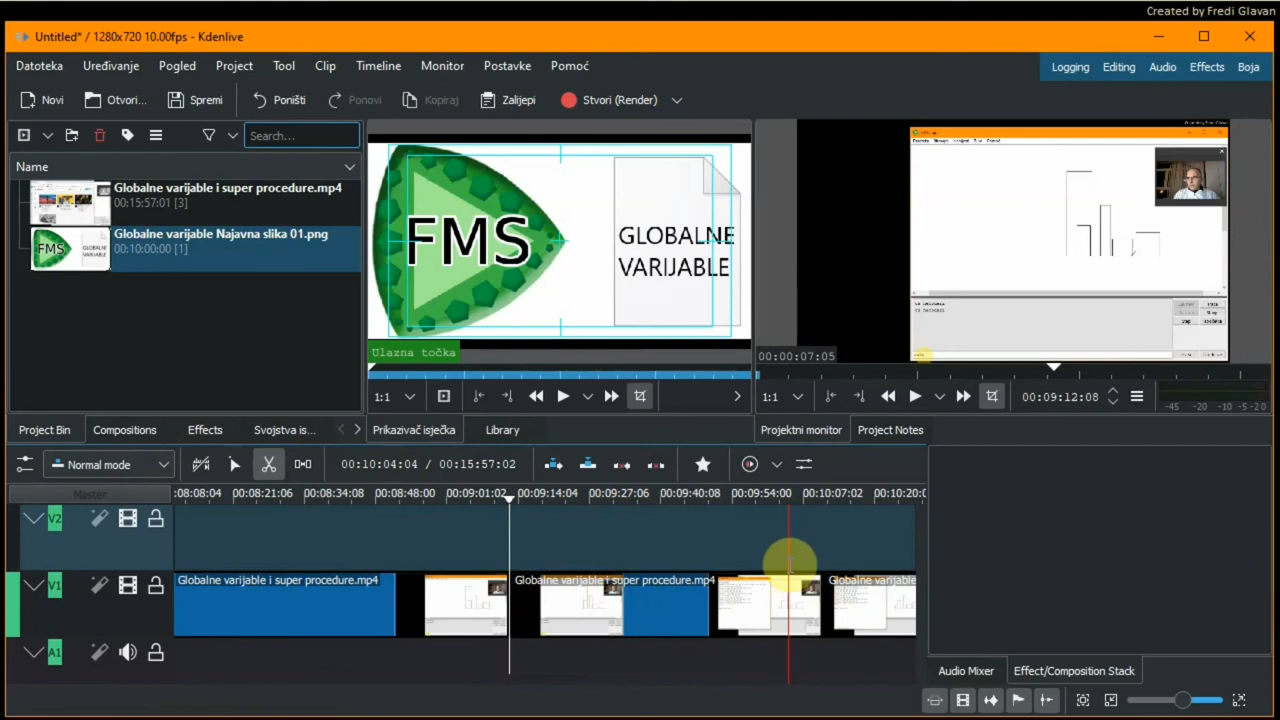 Created by Fredi Glavan
Untitled* / 1280x720 10.00fps - Kdenlive
Datoteka Uređivanje Pogled Project Tool Clip Timeline Monitor Postavke Pomoć
Logging Editing Audio Effects Boja
Novi Otvori... Spremi Poništi Ponovi Kopiraj Zalijepi Stvori (Render)
Search...
Name
Globalne varijable i super procedure.mp4
00:15:57:01 [3]
Globalne varijable Najavna slika 01.png
00:10:00:00 [1]
FMS
GLOBALNE
VARIJABLE
FMS
GLOBALNE
VARIJABLE
Ulazna točka
00:00:07:05
1:1
1:1
00:09:12:08
-45 -20 -10 -5 -2 0
Project Bin Compositions Effects Svojstva is...
Prikazivač isječka Library
Projektni monitor Project Notes
Normal mode
00:10:04:04 / 00:15:57:02
Master
:08:08:04 00:08:21:06 00:08:34:08 00:08:48:00 00:09:01:02 00:09:14:04 00:09:27:06 00:09:40:08 00:09:54:00 00:10:07:02 00:10:20:0
V2
V1
Globalne varijable i super procedure.mp4
Globalne varijable i super procedure.mp4
Globalne varijable
A1
Audio Mixer Effect/Composition Stack